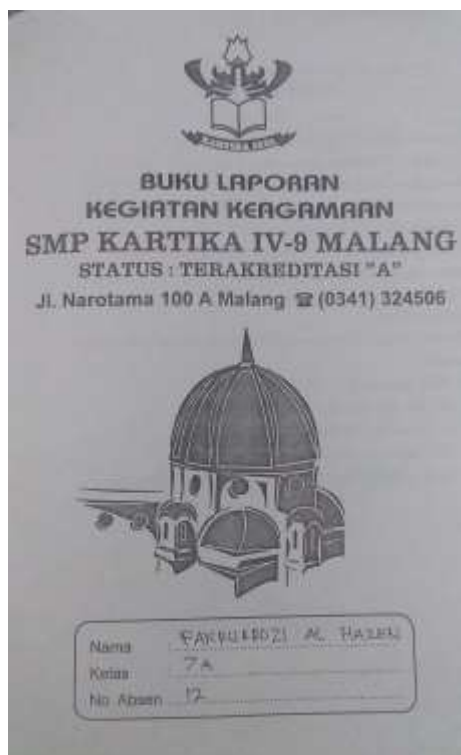 BUKU LAPORAN
KEGIATAN KEAGAMAAN
SMP KARTIKA IV-9 MALANG
STATUS : TERAKREDITASI "A"
Jl. Narotama 100 A Malang ☎ (0341) 324506
Nama
AL
Kelas 7A
No Absen 12